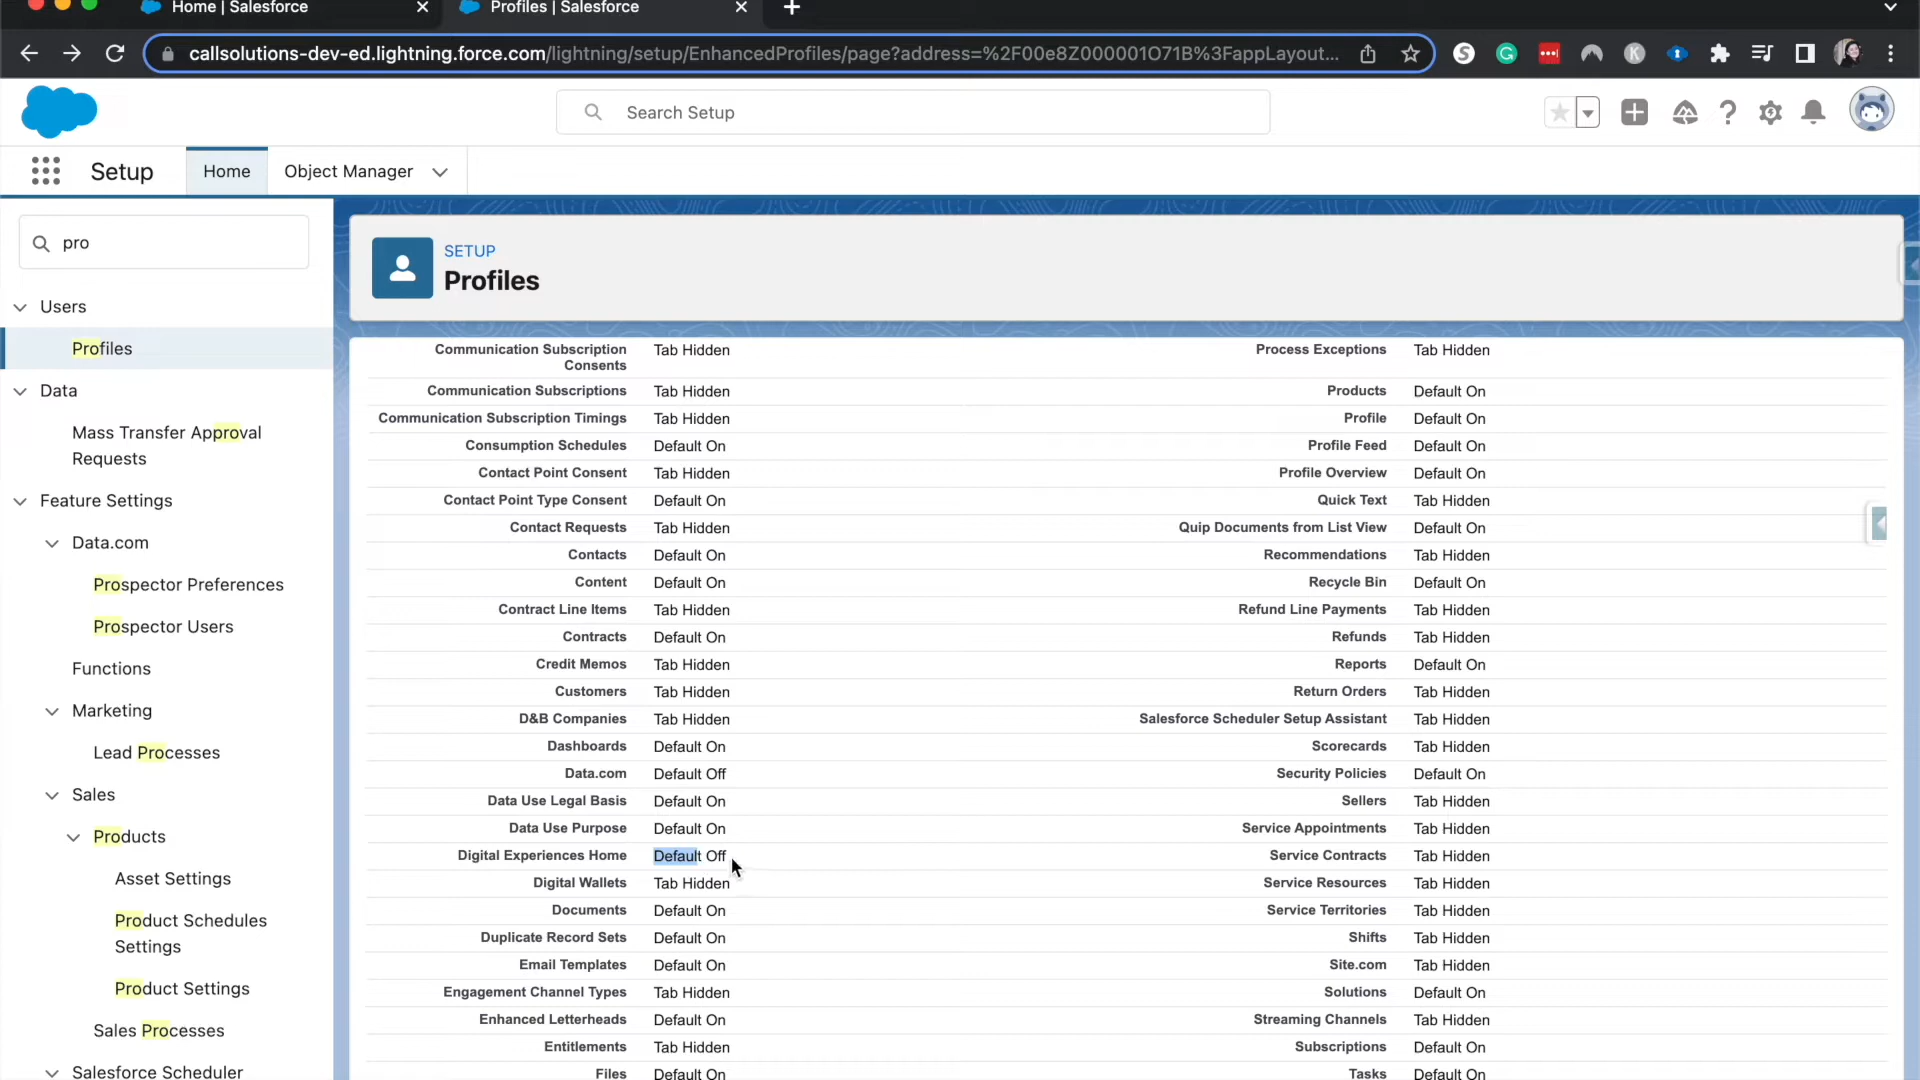 Home | Salesforce
Profiles | Salesforce
callsolutions-dev-ed.lightning.force.com/lightning/setup/EnhancedProfiles/page?address=%2F00e8Z000001O71B%3FappLayout...
Search Setup
Setup
Home
Object Manager
pro
Users
Profiles
Data
Mass Transfer Approval
Requests
Feature Settings
Data.com
Prospector Preferences
Prospector Users
Functions
Marketing
Lead Processes
Sales
Products
Asset Settings
Product Schedules
Settings
Product Settings
Sales Processes
Salesforce Scheduler
SETUP
Profiles
Communication Subscription
Consents Tab Hidden
Communication Subscriptions Tab Hidden
Communication Subscription Timings Tab Hidden
Consumption Schedules Default On
Contact Point Consent Tab Hidden
Contact Point Type Consent Default On
Contact Requests Tab Hidden
Contacts Default On
Content Default On
Contract Line Items Tab Hidden
Contracts Default On
Credit Memos Tab Hidden
Customers Tab Hidden
D&B Companies Tab Hidden
Dashboards Default On
Data.com Default Off
Data Use Legal Basis Default On
Data Use Purpose Default On
Digital Experiences Home Default Off
Digital Wallets Tab Hidden
Documents Default On
Duplicate Record Sets Default On
Email Templates Default On
Engagement Channel Types Tab Hidden
Enhanced Letterheads Default On
Entitlements Tab Hidden
Files Default On
Process Exceptions Tab Hidden
Products Default On
Profile Default On
Profile Feed Default On
Profile Overview Default On
Quick Text Tab Hidden
Quip Documents from List View Default On
Recommendations Tab Hidden
Recycle Bin Default On
Refund Line Payments Tab Hidden
Refunds Tab Hidden
Reports Default On
Return Orders Tab Hidden
Salesforce Scheduler Setup Assistant Tab Hidden
Scorecards Tab Hidden
Security Policies Default On
Sellers Tab Hidden
Service Appointments Tab Hidden
Service Contracts Tab Hidden
Service Resources Tab Hidden
Service Territories Tab Hidden
Shifts Tab Hidden
Site.com Tab Hidden
Solutions Default On
Streaming Channels Tab Hidden
Subscriptions Default On
Tasks Default On